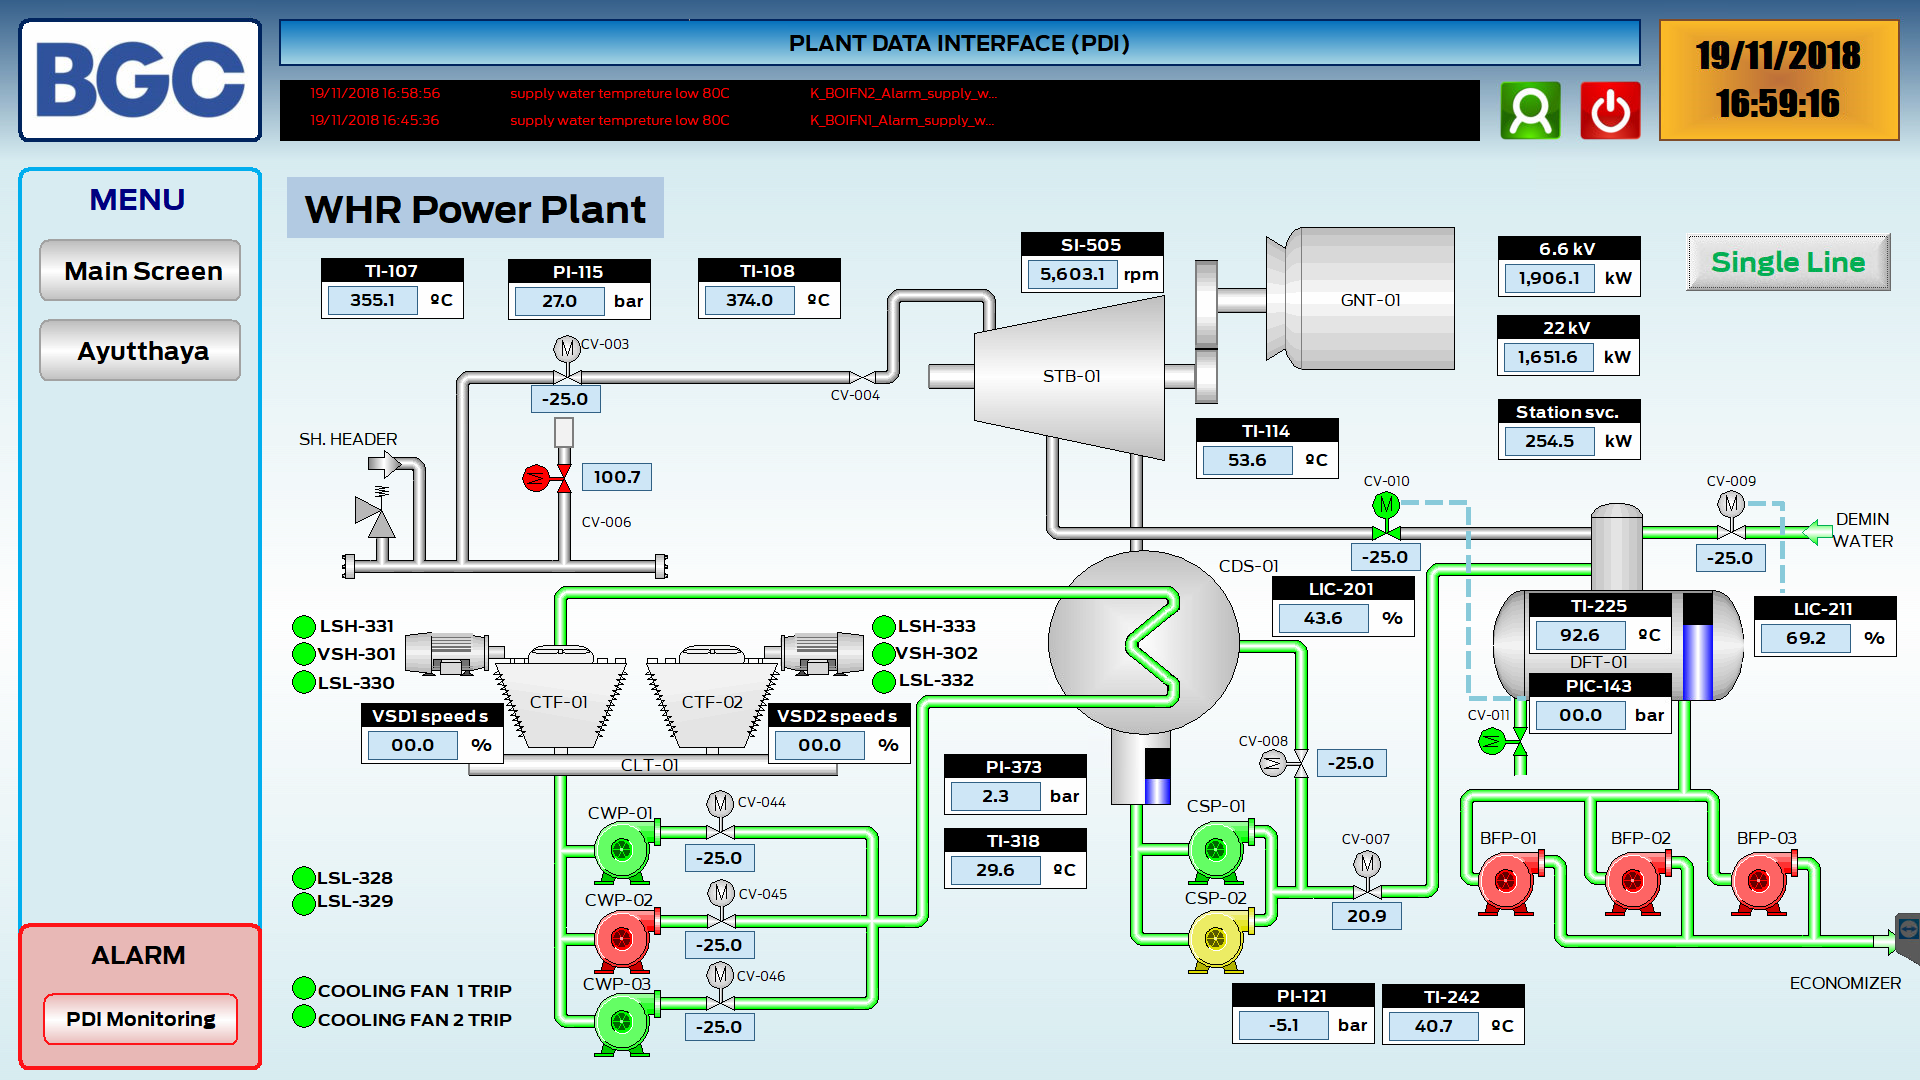 BGC
PLANT DATA INTERFACE (PDI)
19/11/2018 16:58:56 supply water tempreture low 80C K_BOIFN2_Alarm_supply_w...
19/11/2018 16:45:36 supply water tempreture low 80C K_BOIFN1_Alarm_supply_w...
19/11/2018
16:59:16
MENU
Main Screen
Ayutthaya
ALARM
PDI Monitoring
WHR Power Plant
Single Line
TI-107
355.1 ºC
PI-115
27.0 bar
TI-108
374.0 ºC
SI-505
5,603.1 rpm
GNT-01
6.6 kV
1,906.1 kW
22 kV
1,651.6 kW
Station svc.
254.5 kW
M CV-003
-25.0
CV-004
STB-01
TI-114
53.6 ºC
SH. HEADER
M 100.7
CV-006
CV-010
M
-25.0
CV-009
M
-25.0
DEMIN
WATER
CDS-01
LIC-201
43.6 %
TI-225
92.6 ºC
DFT-01
PIC-143
00.0 bar
LIC-211
69.2 %
LSH-331
VSH-301
LSL-330
LSH-333
VSH-302
LSL-332
CTF-01
CTF-02
VSD1 speed s
00.0 %
VSD2 speed s
00.0 %
CLT-01
CV-011
M
CV-008
M -25.0
PI-373
2.3 bar
TI-318
29.6 ºC
CWP-01
M CV-044
-25.0
CWP-02
M CV-045
-25.0
CWP-03
M CV-046
-25.0
CSP-01
CSP-02
CV-007
M
20.9
BFP-01
BFP-02
BFP-03
LSL-328
LSL-329
COOLING FAN 1 TRIP
COOLING FAN 2 TRIP
PI-121
-5.1 bar
TI-242
40.7 ºC
ECONOMIZER